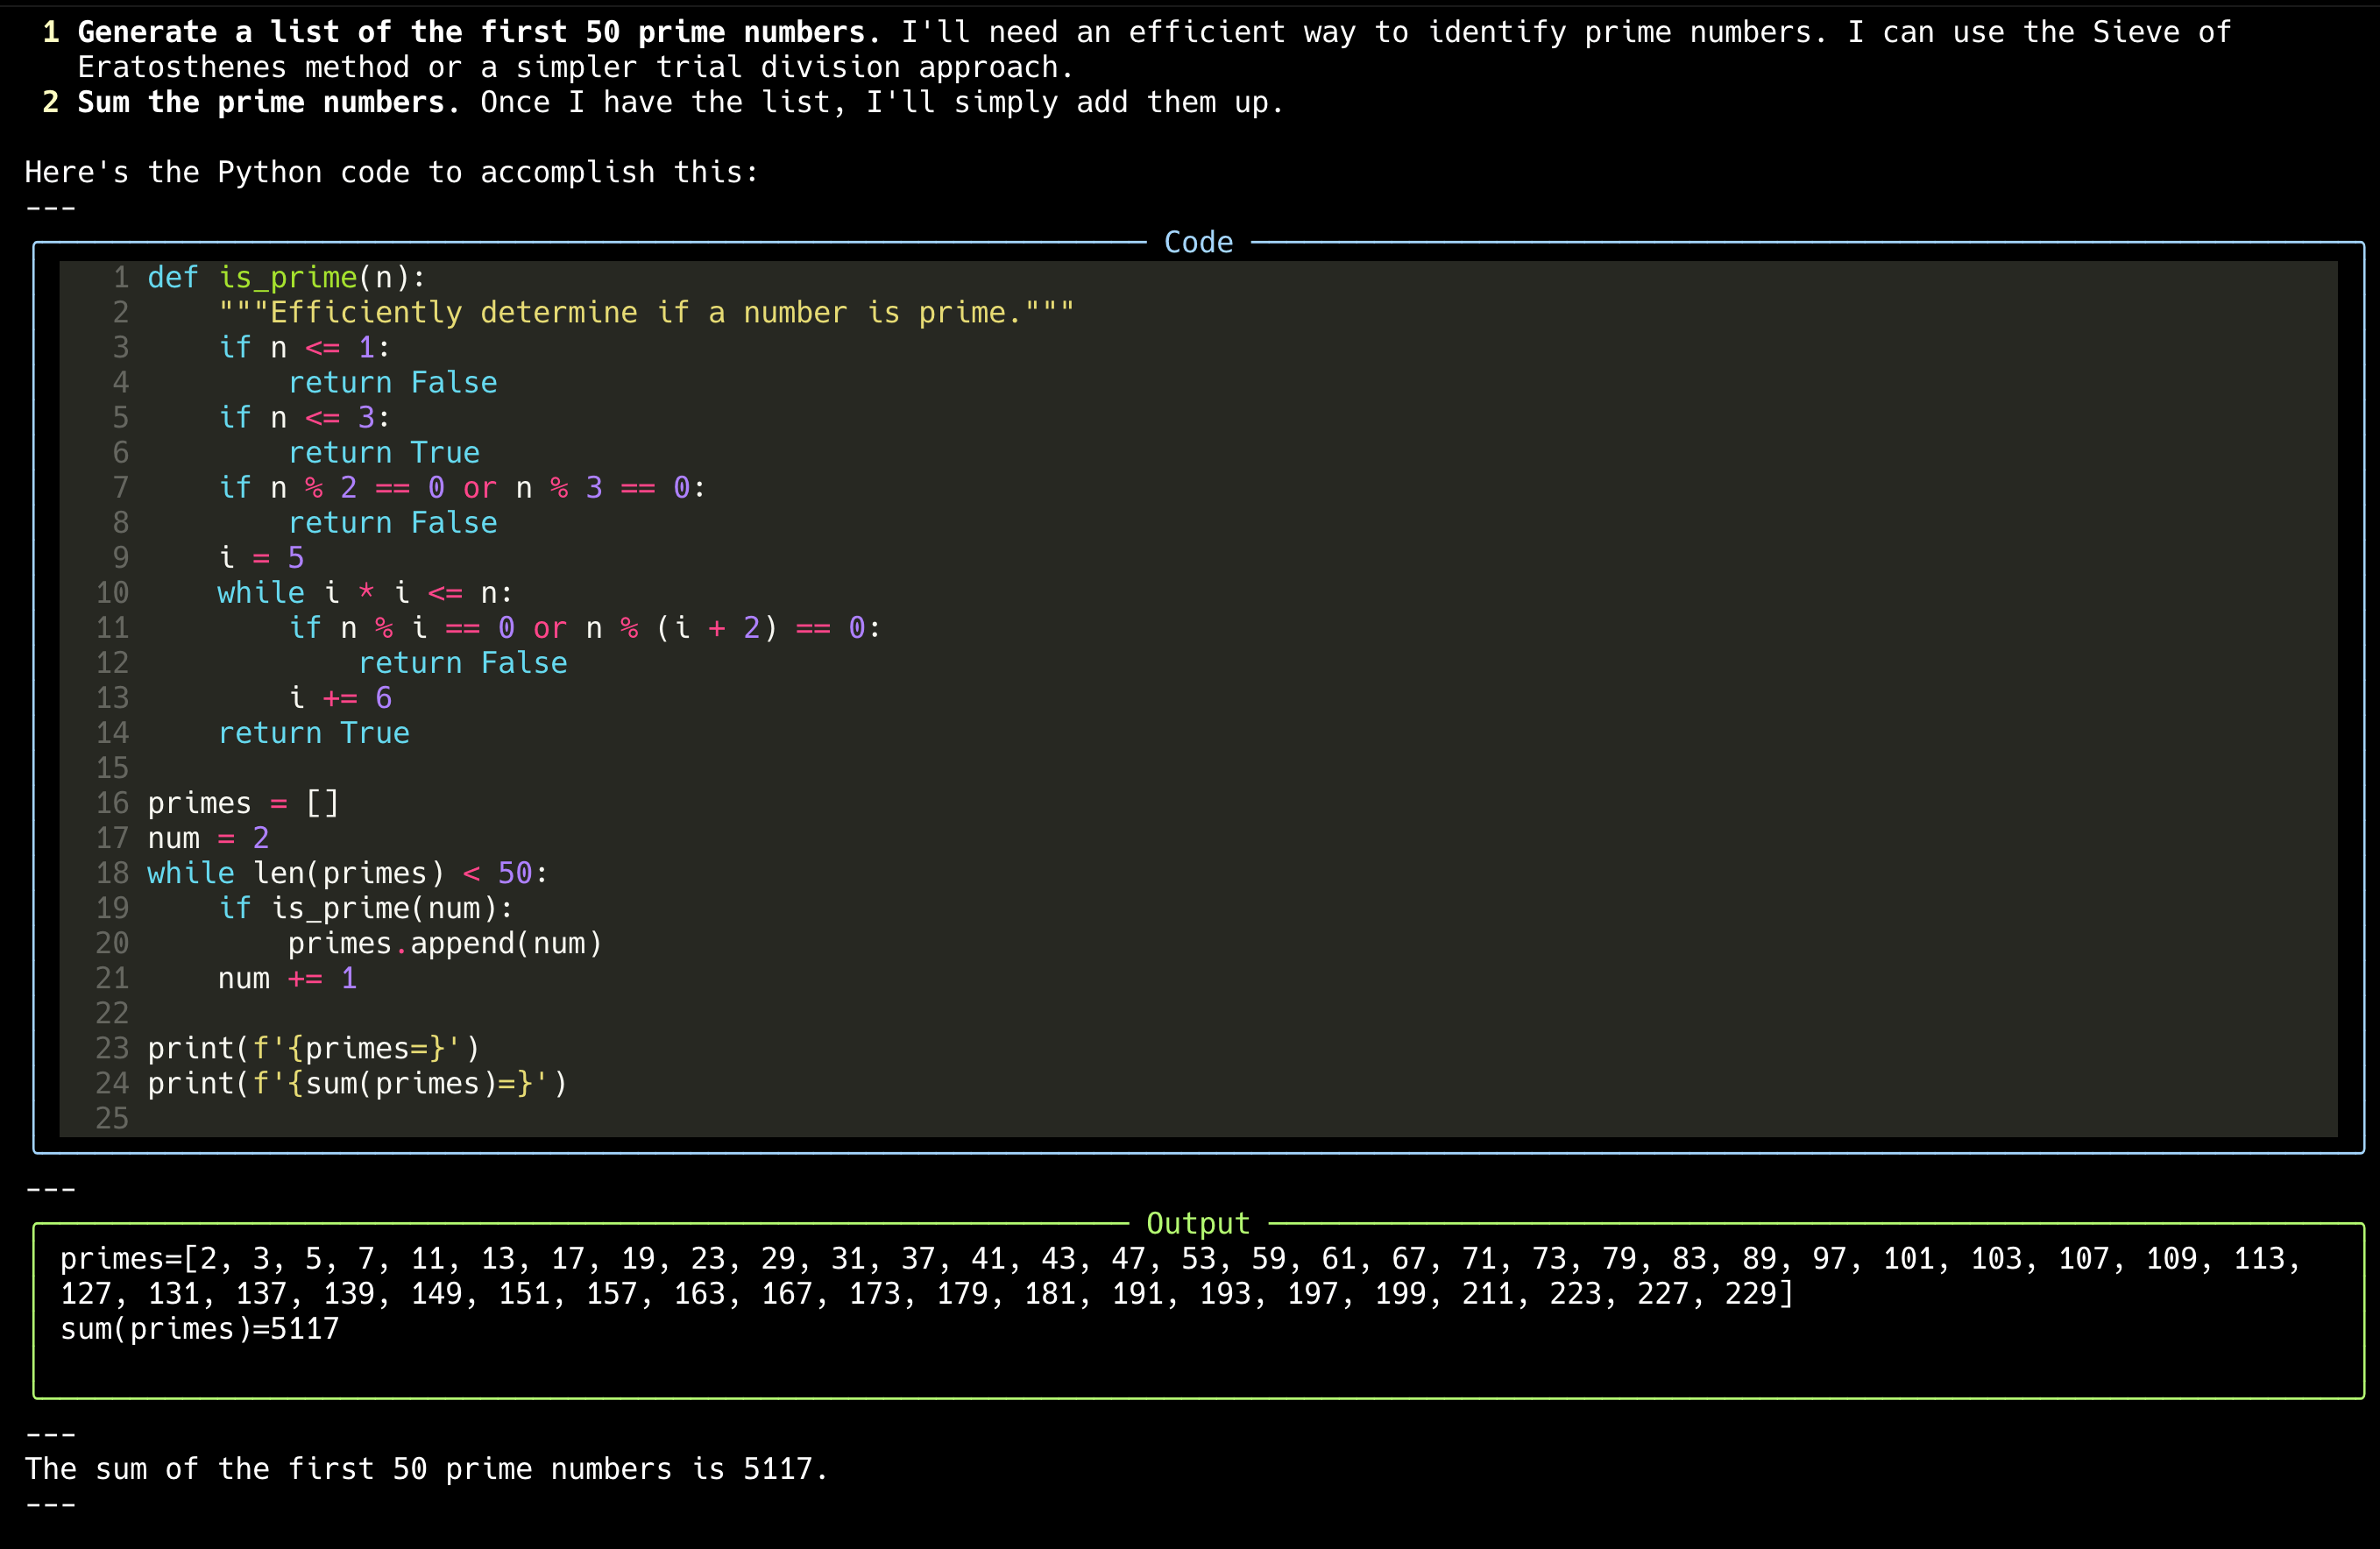 1 Generate a list of the first 50 prime numbers. I'll need an efficient way to identify prime numbers. I can use the Sieve of
Eratosthenes method or a simpler trial division approach.
2 Sum the prime numbers. Once I have the list, I'll simply add them up.
Here's the Python code to accomplish this:
---
Code
1 def is_prime(n):
2     """Efficiently determine if a number is prime."""
3     if n <= 1:
4         return False
5     if n <= 3:
6         return True
7     if n % 2 == 0 or n % 3 == 0:
8         return False
9     i = 5
10     while i * i <= n:
11         if n % i == 0 or n % (i + 2) == 0:
12             return False
13         i += 6
14     return True
15
16 primes = []
17 num = 2
18 while len(primes) < 50:
19     if is_prime(num):
20         primes.append(num)
21     num += 1
22
23 print(f'{primes=}')
24 print(f'{sum(primes)=}')
25
---
Output
primes=[2, 3, 5, 7, 11, 13, 17, 19, 23, 29, 31, 37, 41, 43, 47, 53, 59, 61, 67, 71, 73, 79, 83, 89, 97, 101, 103, 107, 109, 113,
127, 131, 137, 139, 149, 151, 157, 163, 167, 173, 179, 181, 191, 193, 197, 199, 211, 223, 227, 229]
sum(primes)=5117
---
The sum of the first 50 prime numbers is 5117.
---